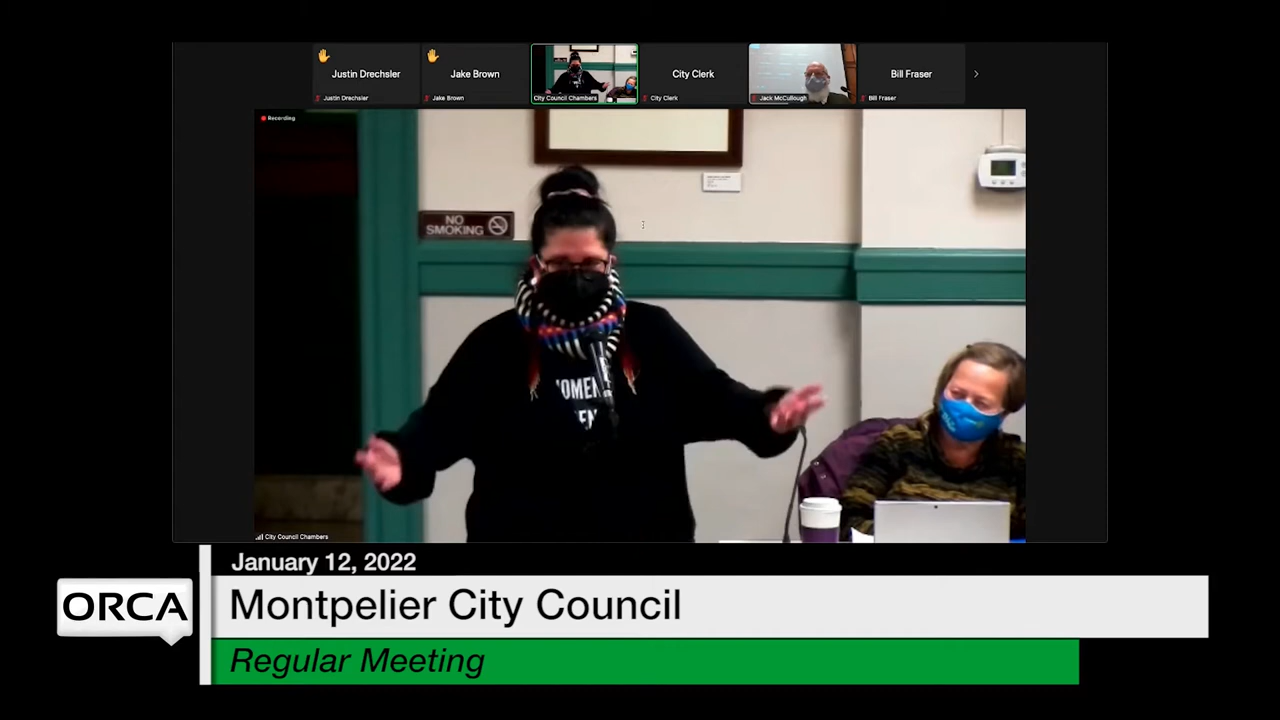 Justin Drechsler
Jake Brown
City Clerk
Bill Fraser
Justin Drechsler
Jake Brown
City Council Chambers
City Clerk
Jack McCullough
Bill Fraser
Recording
NO
SMOKING
City Council Chambers
January 12, 2022
ORCA
Montpelier City Council
Regular Meeting